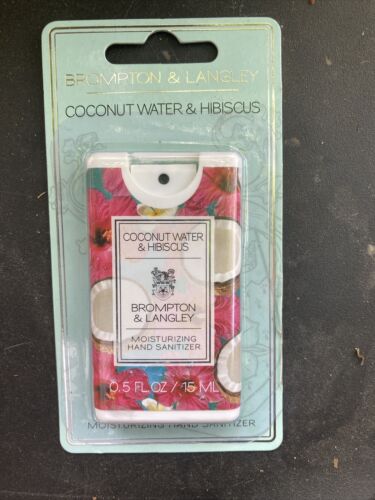 BROMPTON & LANGLEY
COCONUT WATER & HIBISCUS
COCONUT WATER
& HIBISCUS
BROMPTON
& LANGLEY
MOISTURIZING
HAND SANITIZER
0.5 FL OZ / 15 ML
MOISTURIZING HAND SANITIZER